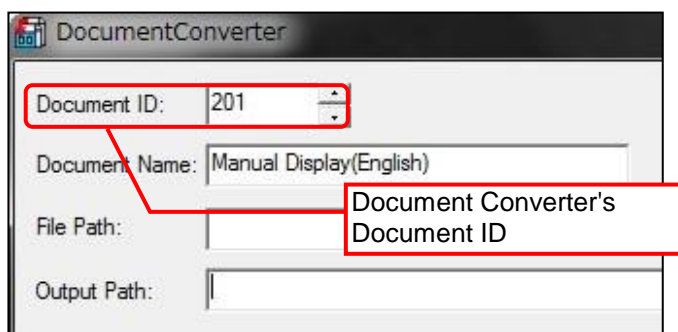 DocumentConverter
Document ID: 201
Document Name: Manual Display(English)
Document Converter's
Document ID
File Path:
Output Path: